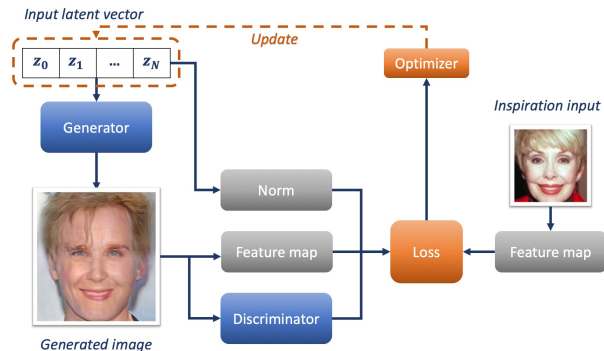 Input latent vector
Update
z0 z1 ... zN
Optimizer
Inspiration input
Generator
Norm
Feature map
Loss
Feature map
Discriminator
Generated image